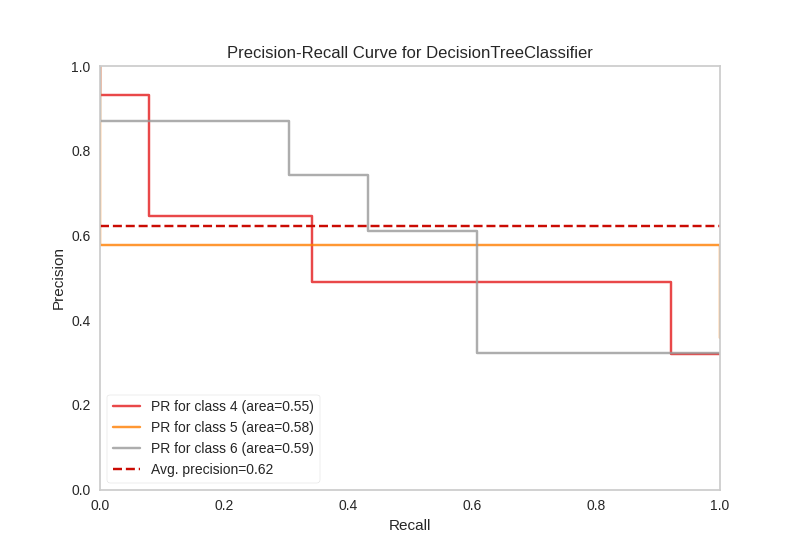 Precision-Recall Curve for DecisionTreeClassifier
1.0
0.8
0.6
0.4
0.2
0.0
Precision
PR for class 4 (area=0.55)
PR for class 5 (area=0.58)
PR for class 6 (area=0.59)
Avg. precision=0.62
0.0 0.2 0.4 0.6 0.8 1.0
Recall